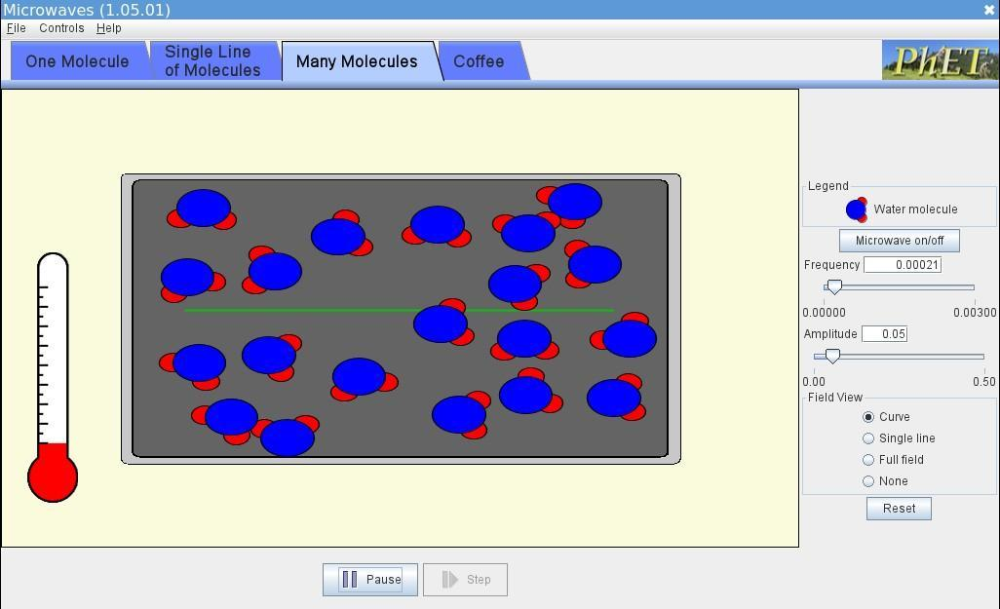 Microwaves (1.05.01)
File Controls Help
One Molecule
Single Line
of Molecules
Many Molecules
Coffee
PhET
Legend
Water molecule
Microwave on/off
Frequency 0.00021
0.00000 0.00300
Amplitude 0.05
0.00 0.50
Field View
Curve
Single line
Full field
None
Reset
Pause
Step